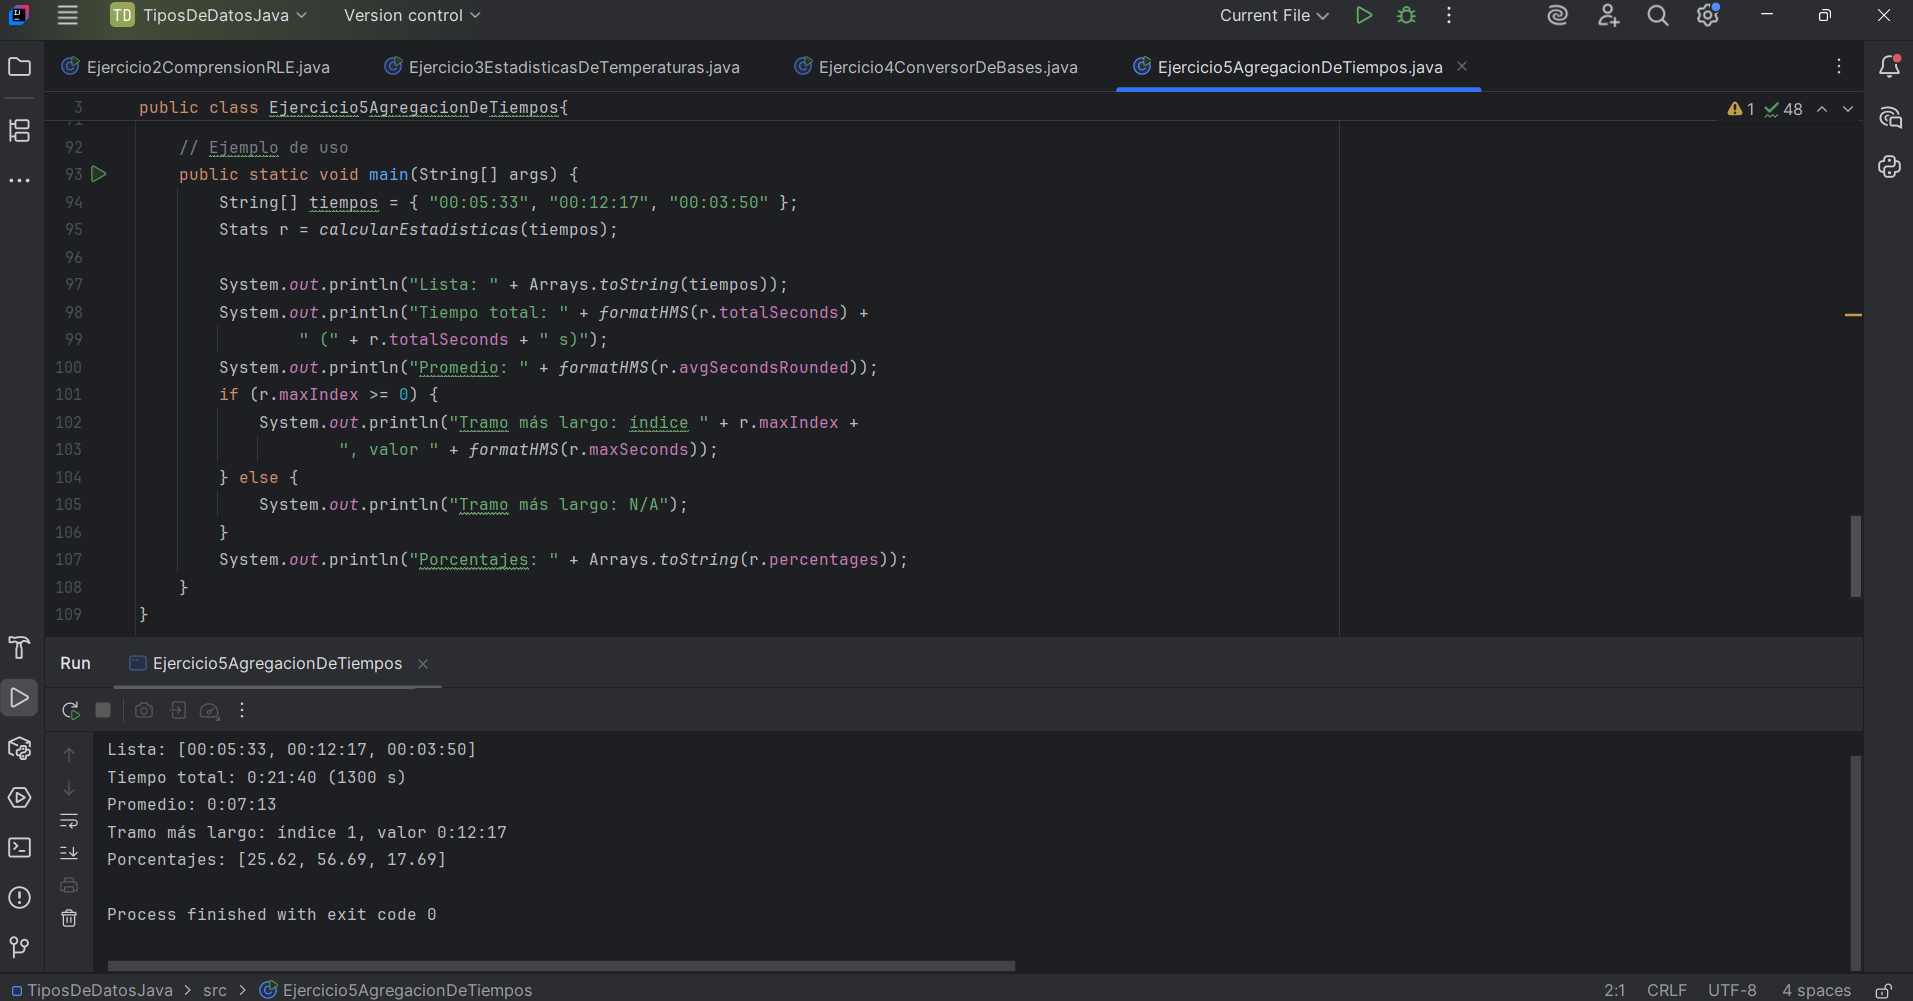 TD TiposDeDatosJava Version control Current File
Ejercicio2ComprensionRLE.java Ejercicio3EstadisticasDeTemperaturas.java Ejercicio4ConversorDeBases.java Ejercicio5AgregacionDeTiempos.java
3 public class Ejercicio5AgregacionDeTiempos{ 1 48
92 // Ejemplo de uso
93 public static void main(String[] args) {
94 String[] tiempos = { "00:05:33", "00:12:17", "00:03:50" };
95 Stats r = calcularEstadisticas(tiempos);
96
97 System.out.println("Lista: " + Arrays.toString(tiempos));
98 System.out.println("Tiempo total: " + formatHMS(r.totalSeconds) +
99 " (" + r.totalSeconds + " s)");
100 System.out.println("Promedio: " + formatHMS(r.avgSecondsRounded));
101 if (r.maxIndex >= 0) {
102 System.out.println("Tramo más largo: índice " + r.maxIndex +
103 ", valor " + formatHMS(r.maxSeconds));
104 } else {
105 System.out.println("Tramo más largo: N/A");
106 }
107 System.out.println("Porcentajes: " + Arrays.toString(r.percentages));
108 }
109 }
Run Ejercicio5AgregacionDeTiempos
Lista: [00:05:33, 00:12:17, 00:03:50]
Tiempo total: 0:21:40 (1300 s)
Promedio: 0:07:13
Tramo más largo: índice 1, valor 0:12:17
Porcentajes: [25.62, 56.69, 17.69]
Process finished with exit code 0
TiposDeDatosJava > src > Ejercicio5AgregacionDeTiempos 2:1 CRLF UTF-8 4 spaces